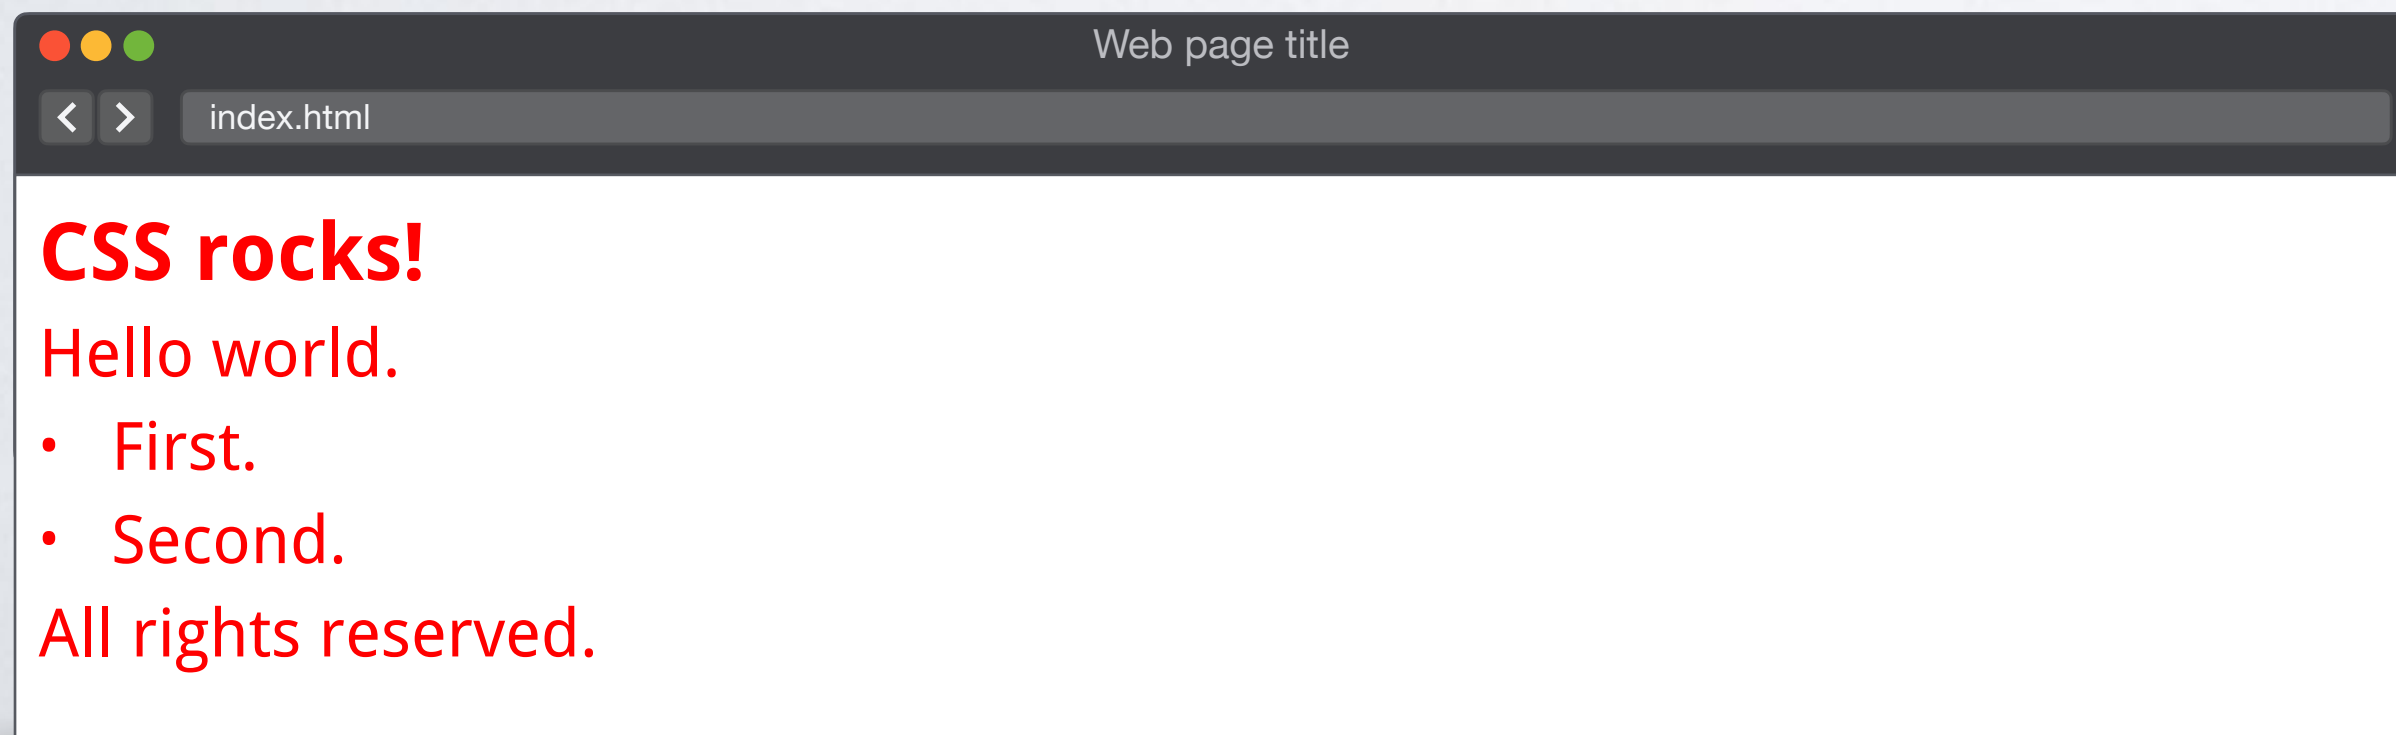 Web page title
index.html
CSS rocks!
Hello world.
• First.
• Second.
All rights reserved.